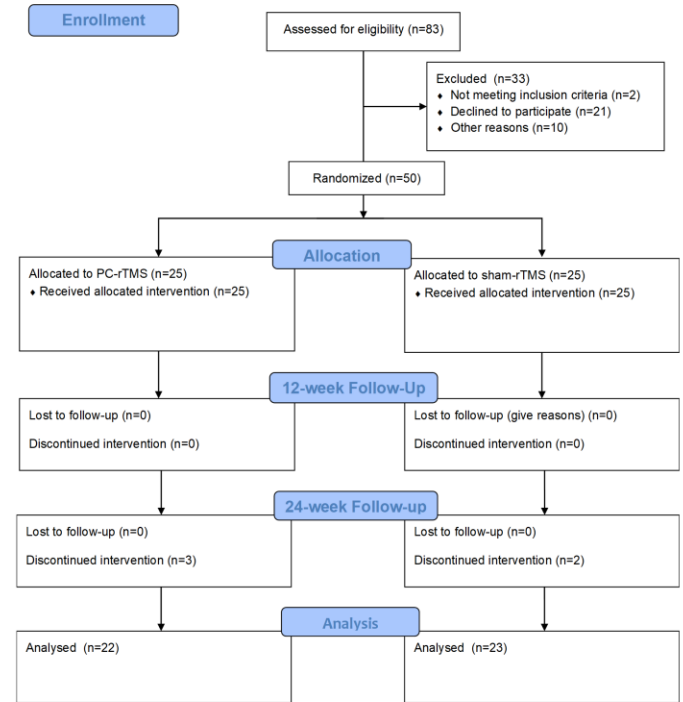 Enrollment
Assessed for eligibility (n=83)
Excluded (n=33)
♦ Not meeting inclusion criteria (n=2)
♦ Declined to participate (n=21)
♦ Other reasons (n=10)
Randomized (n=50)
Allocation
Allocated to PC-rTMS (n=25)
♦ Received allocated intervention (n=25)
Allocated to sham-rTMS (n=25)
♦ Received allocated intervention (n=25)
12-week Follow-Up
Lost to follow-up (n=0)
Discontinued intervention (n=0)
Lost to follow-up (give reasons) (n=0)
Discontinued intervention (n=0)
24-week Follow-up
Lost to follow-up (n=0)
Discontinued intervention (n=3)
Lost to follow-up (n=0)
Discontinued intervention (n=2)
Analysis
Analysed (n=22)
Analysed (n=23)